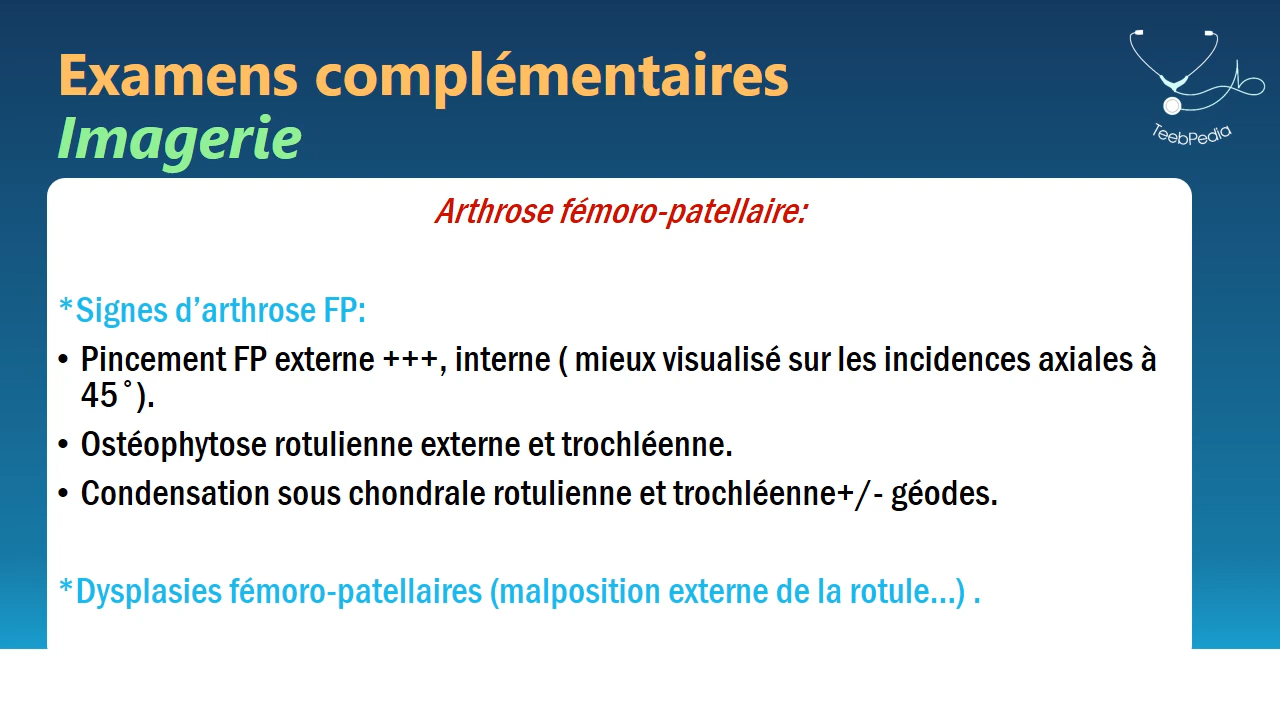 Examens complémentaires
Imagerie
TeebPedia
Arthrose fémoro-patellaire:
*Signes d’arthrose FP:
• Pincement FP externe +++, interne ( mieux visualisé sur les incidences axiales à
45˚).
• Ostéophytose rotulienne externe et trochléenne.
• Condensation sous chondrale rotulienne et trochléenne+/- géodes.
*Dysplasies fémoro-patellaires (malposition externe de la rotule...) .